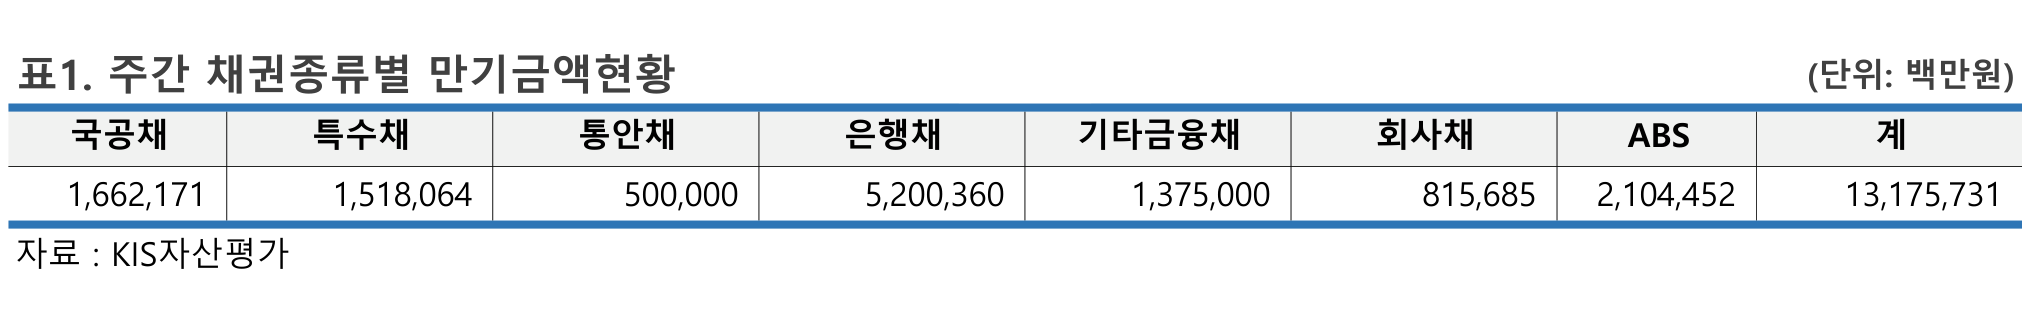 표1. 주간 채권종류별 만기금액현황 (단위: 백만원)
국공채 특수채 통안채 은행채 기타금융채 회사채 ABS 계
1,662,171 1,518,064 500,000 5,200,360 1,375,000 815,685 2,104,452 13,175,731
자료 : KIS자산평가